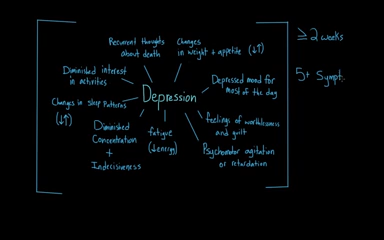 Recurrent thoughts
about death
Changes
in weight + appetite (↓↑)
≥ 2 weeks
Diminished interest
in activities
Depressed mood for
most of the day
5+ Sympt
Changes in sleep patterns
(↓↑)
Depression
feelings of worthlessness
and guilt
Diminished
Concentration
+
Indecisiveness
fatigue
(↓energy)
Psychomotor agitation
or retardation